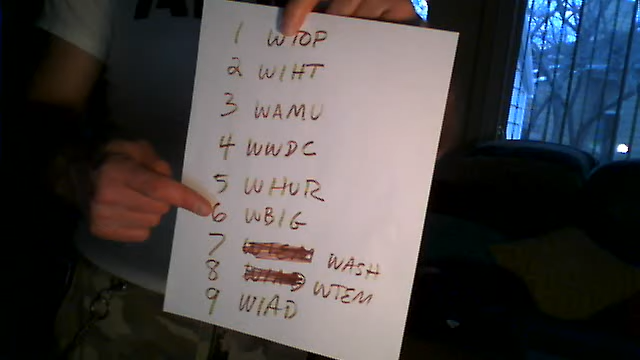 1 WTOP
2 WIHT
3 WAMU
4 WWDC
5 WHUR
6 WBIG
7 WASH
8 WTEM
9 WIAD